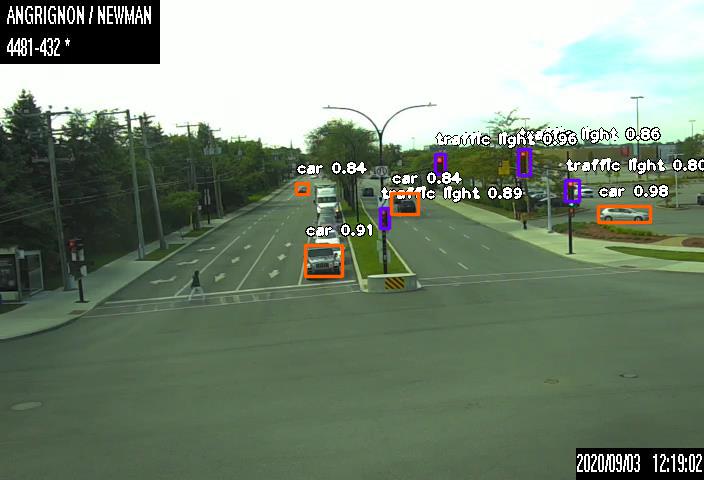 ANGRIGNON / NEWMAN
4481-432 *
traffic light 0.96
traffic light 0.86
car 0.84
traffic light 0.80
car 0.84
traffic light 0.89
car 0.98
car 0.91
2020/09/03 12:19:02